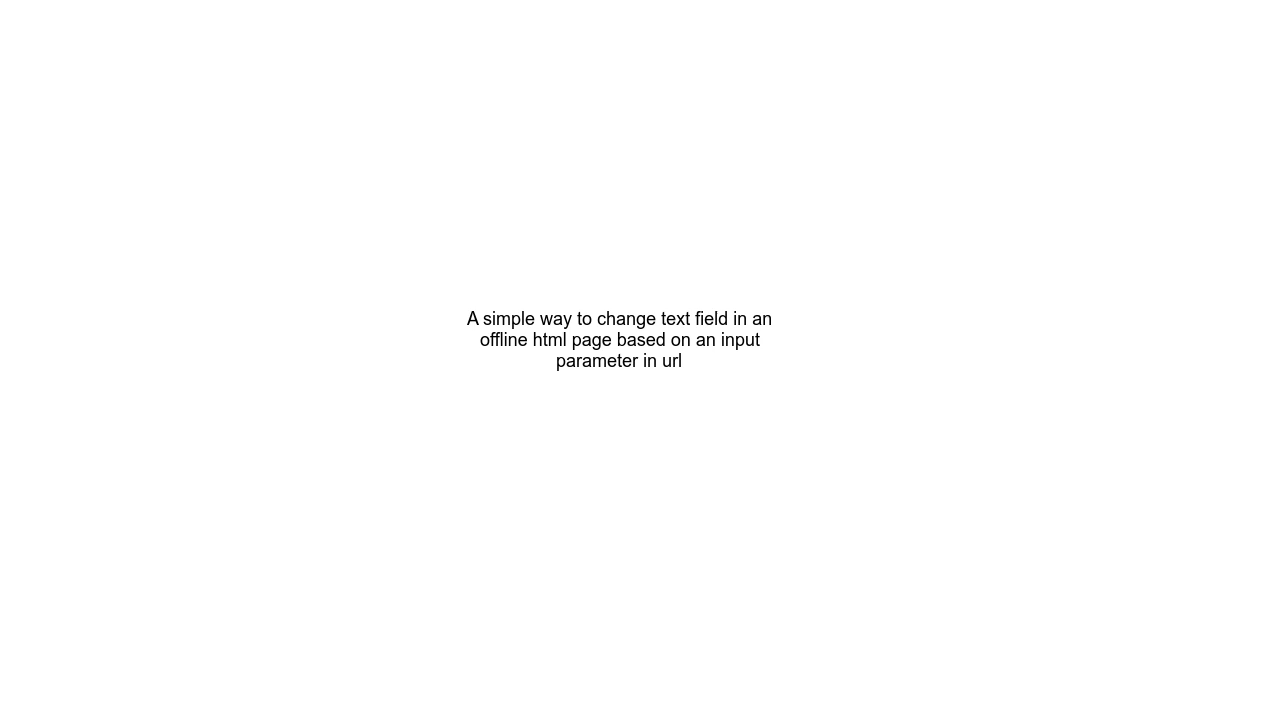 A simple way to change text field in an
offline html page based on an input
parameter in url